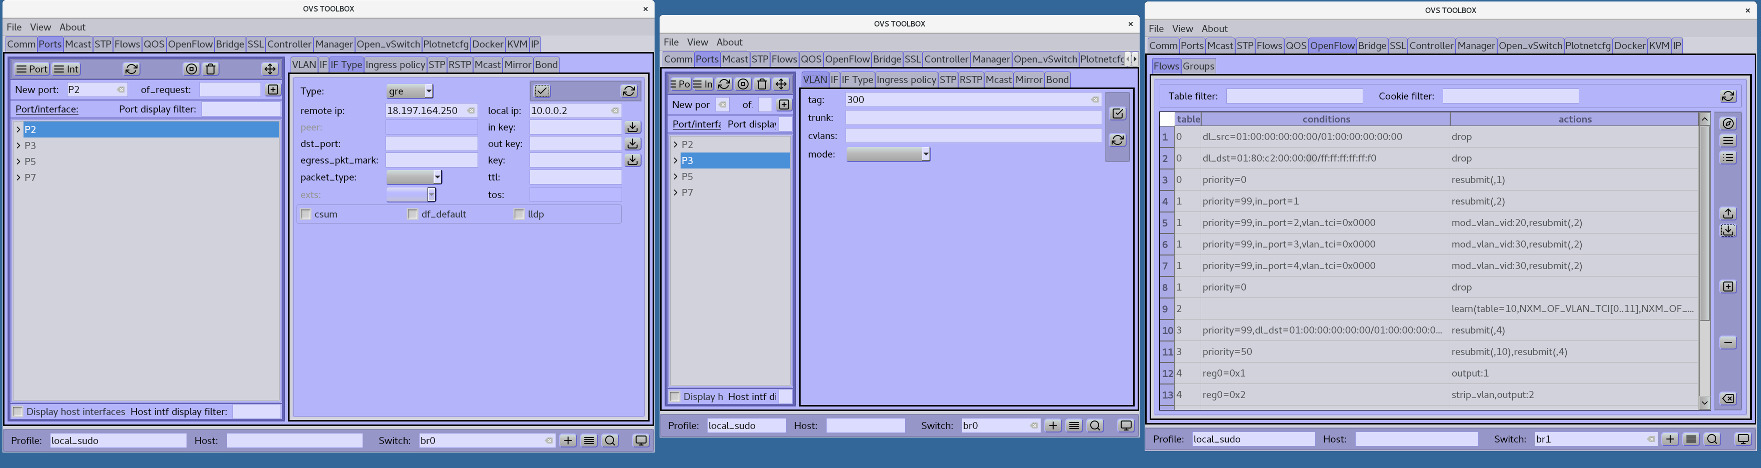 OVS TOOLBOX
×
File View About
Comm Ports Mcast STP Flows QOS OpenFlow Bridge SSL Controller Manager Open_vSwitch Plotnetcfg Docker KVM IP
Port Int
New port: P2 of_request:
Port/interface: Port display filter:
P2
P3
P5
P7
Display host interfaces Host intf display filter:
VLAN IF IF Type Ingress policy STP RSTP Mcast Mirror Bond
Type: gre
remote ip: 18.197.164.250 local ip: 10.0.0.2
peer: in key:
dst_port: out key:
egress_pkt_mark: key:
packet_type: ttl:
exts: tos:
csum df_default lldp
Profile: local_sudo Host: Switch: br0
OVS TOOLBOX
×
File View About
Comm Ports Mcast STP Flows QOS OpenFlow Bridge SSL Controller Manager Open_vSwitch Plotnetcfg
Po In
New por of
Port/interfa Port display
P2
P3
P5
P7
Display h Host intf di
VLAN IF IF Type Ingress policy STP RSTP Mcast Mirror Bond
tag: 300
trunk:
cvlans:
mode:
Profile: local_sudo Host: Switch: br0
OVS TOOLBOX
×
File View About
Comm Ports Mcast STP Flows QOS OpenFlow Bridge SSL Controller Manager Open_vSwitch Plotnetcfg Docker KVM IP
Flows Groups
Table filter: Cookie filter:
table conditions actions
1 0 dl_src=01:00:00:00:00:00/01:00:00:00:00:00 drop
2 0 dl_dst=01:80:c2:00:00:00/ff:ff:ff:ff:ff:f0 drop
3 0 priority=0 resubmit(,1)
4 1 priority=99,in_port=1 resubmit(,2)
5 1 priority=99,in_port=2,vlan_tci=0x0000 mod_vlan_vid:20,resubmit(,2)
6 1 priority=99,in_port=3,vlan_tci=0x0000 mod_vlan_vid:30,resubmit(,2)
7 1 priority=99,in_port=4,vlan_tci=0x0000 mod_vlan_vid:30,resubmit(,2)
8 1 priority=0 drop
9 2 learn(table=10,NXM_OF_VLAN_TCI[0..11],NXM_OF_...
10 3 priority=99,dl_dst=01:00:00:00:00:00/01:00:00:00:0... resubmit(,4)
11 3 priority=50 resubmit(,10),resubmit(,4)
12 4 reg0=0x1 output:1
13 4 reg0=0x2 strip_vlan,output:2
Profile: local_sudo Host: Switch: br1